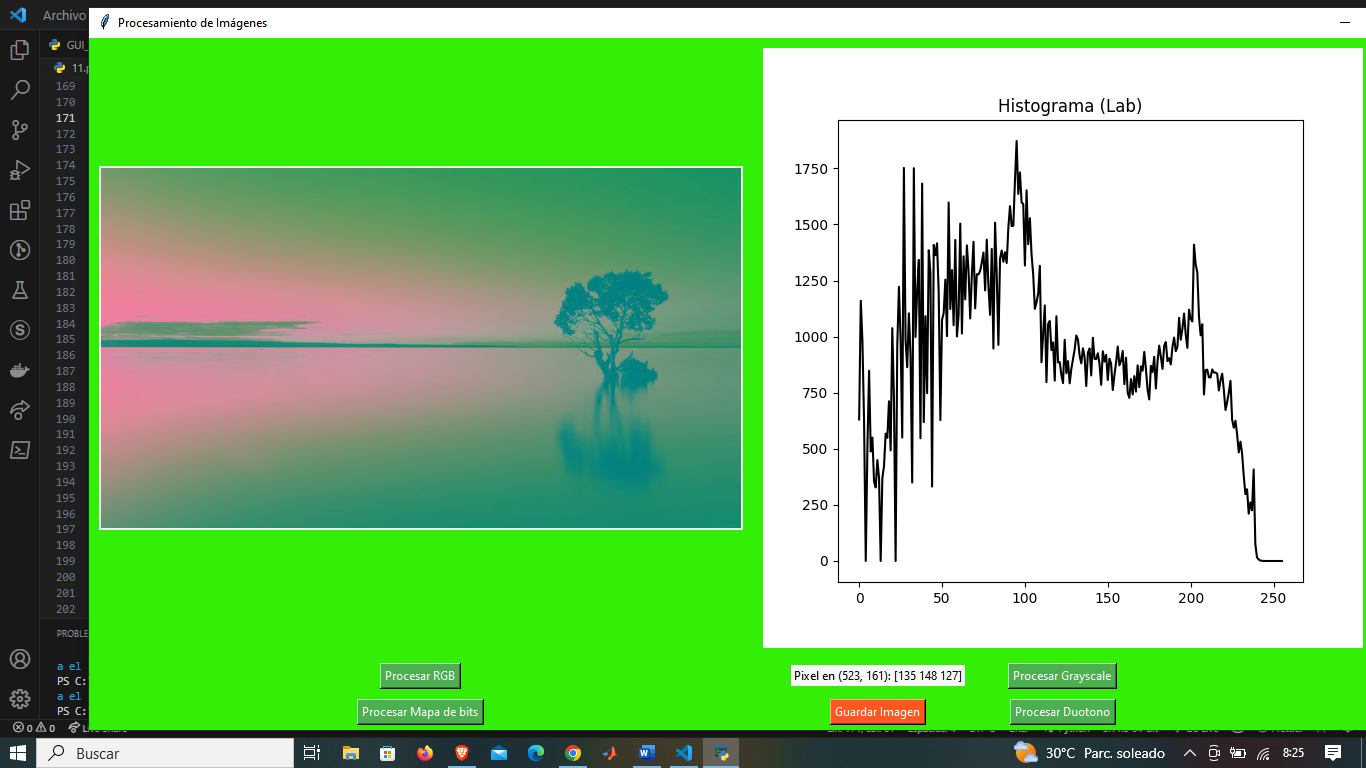 Archivo
Procesamiento de Imágenes
GUI_
11.p
169
170
171
172
173
174
175
176
177
178
179
180
181
182
183
184
185
186
187
188
189
190
191
192
193
194
195
196
197
198
199
200
201
202
Histograma (Lab)
1750
1500
1250
1000
750
500
250
0
0 50 100 150 200 250
PROBLE
a el
PS C:
a el
PS C:
Procesar RGB
Pixel en (523, 161): [135 148 127]
Procesar Grayscale
Procesar Mapa de bits
Guardar Imagen
Procesar Duotono
0 0 0
Live Share
Buscar
30°C Parc. soleado
8:25